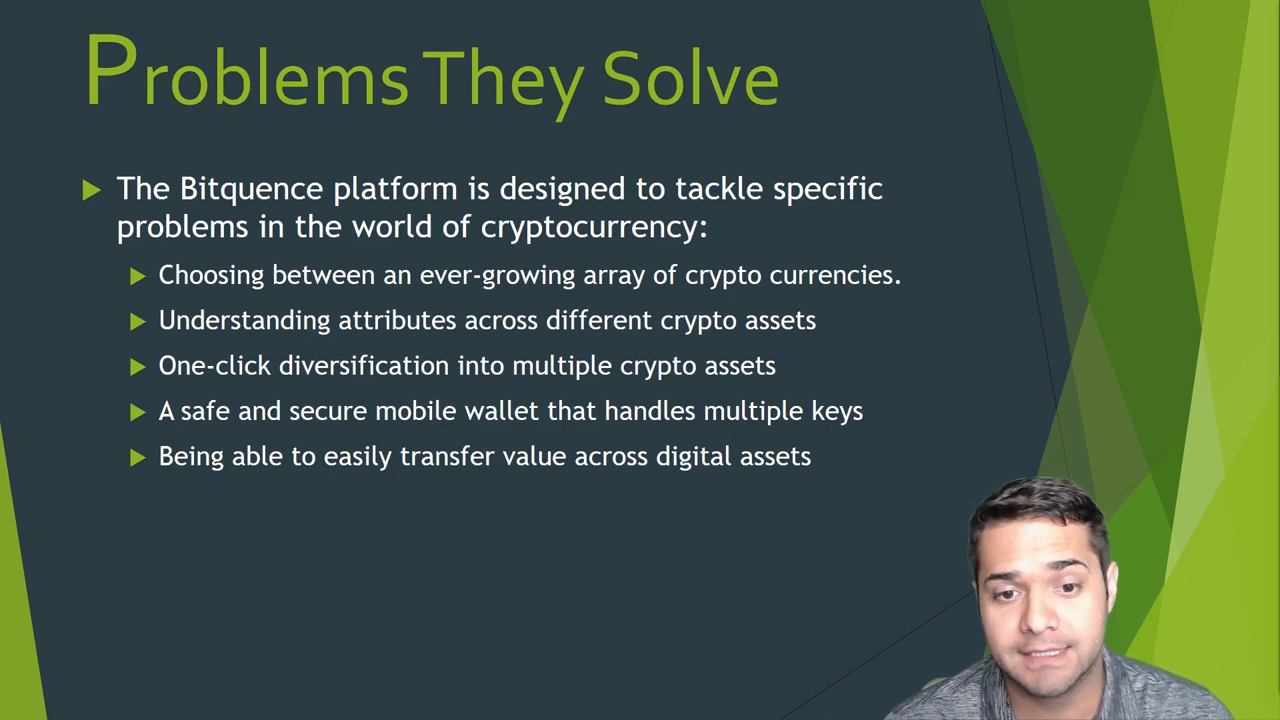 Problems They Solve
The Bitquence platform is designed to tackle specific
problems in the world of cryptocurrency:
Choosing between an ever-growing array of crypto currencies.
Understanding attributes across different crypto assets
One-click diversification into multiple crypto assets
A safe and secure mobile wallet that handles multiple keys
Being able to easily transfer value across digital assets